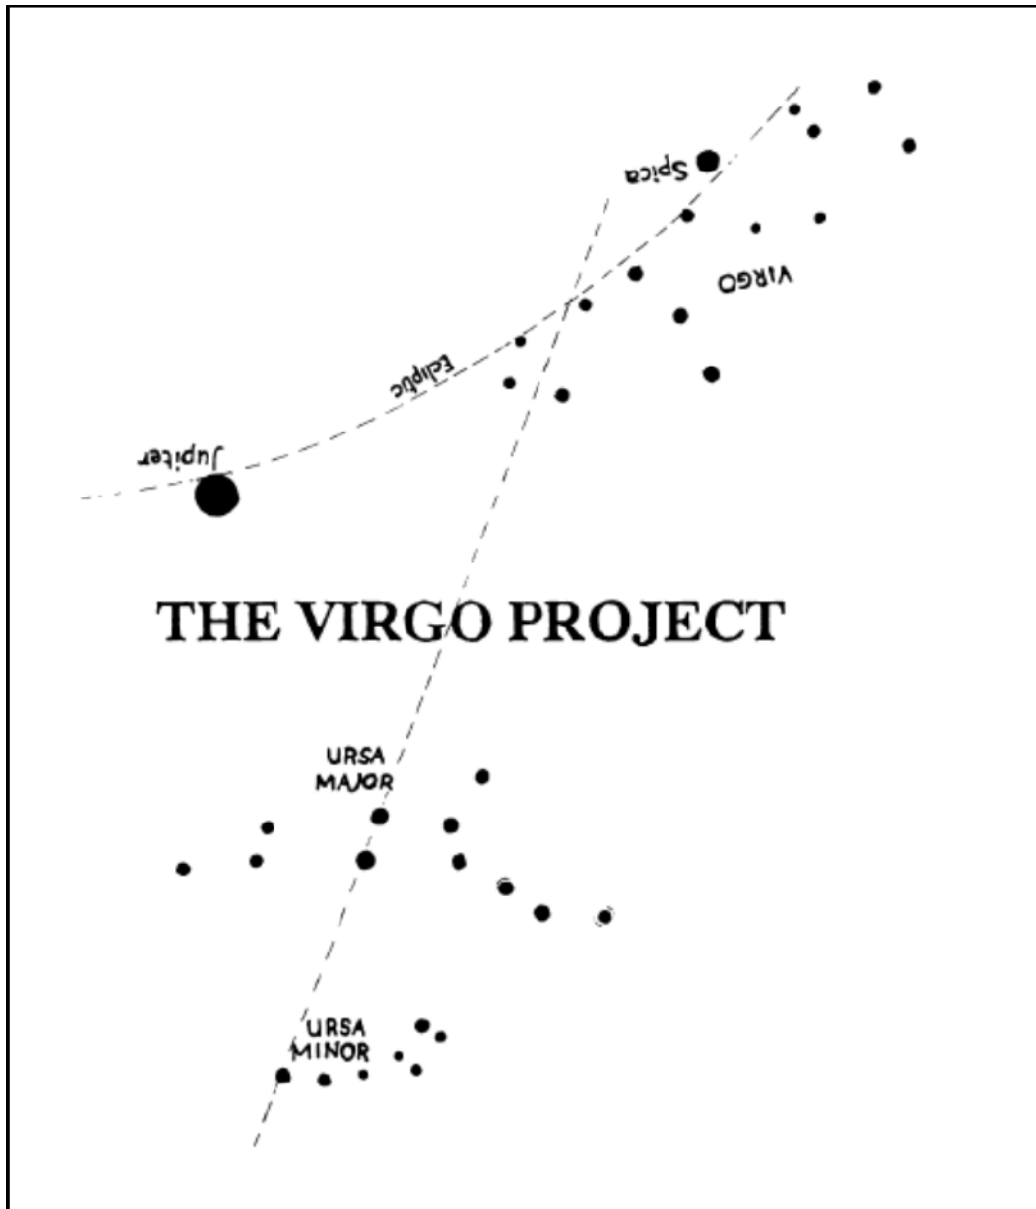 Spica
VIRGO
Ecliptic
Jupiter
THE VIRGO PROJECT
URSA
MAJOR
URSA
MINOR